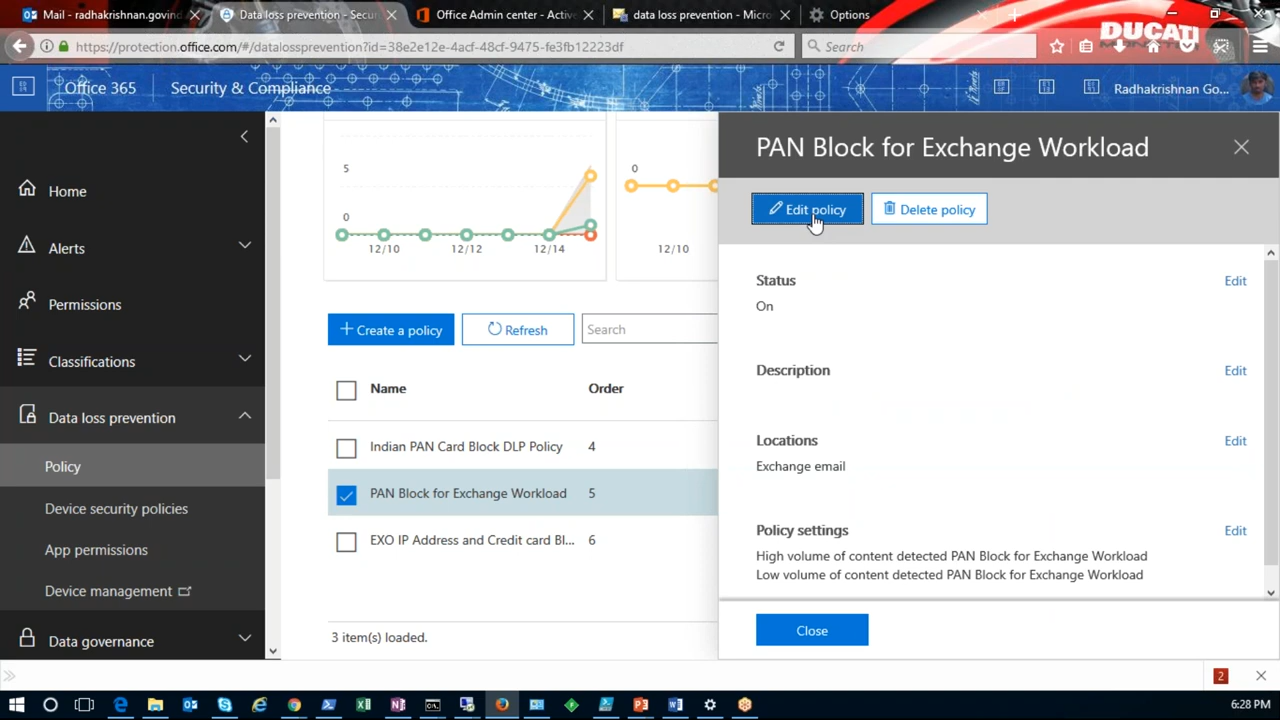 Mail - radhakrishnan.govind
Data loss prevention - Secur
Office Admin center - Active
data loss prevention - Micro
Options
https://protection.office.com/#/datalossprevention?id=38e2e12e-4acf-48cf-9475-fe3fb12223df
Search
DUCATI
Office 365
Security & Compliance
Radhakrishnan Go...
Home
Alerts
Permissions
Classifications
Data loss prevention
Policy
Device security policies
App permissions
Device management
Data governance
5
0
12/10
12/12
12/14
0
12/10
Create a policy
Refresh
Search
Name
Order
Indian PAN Card Block DLP Policy
4
PAN Block for Exchange Workload
5
EXO IP Address and Credit card Bl...
6
3 item(s) loaded.
PAN Block for Exchange Workload
Edit policy
Delete policy
Status
Edit
On
Description
Edit
Locations
Edit
Exchange email
Policy settings
Edit
High volume of content detected PAN Block for Exchange Workload
Low volume of content detected PAN Block for Exchange Workload
Close
2
6:28 PM